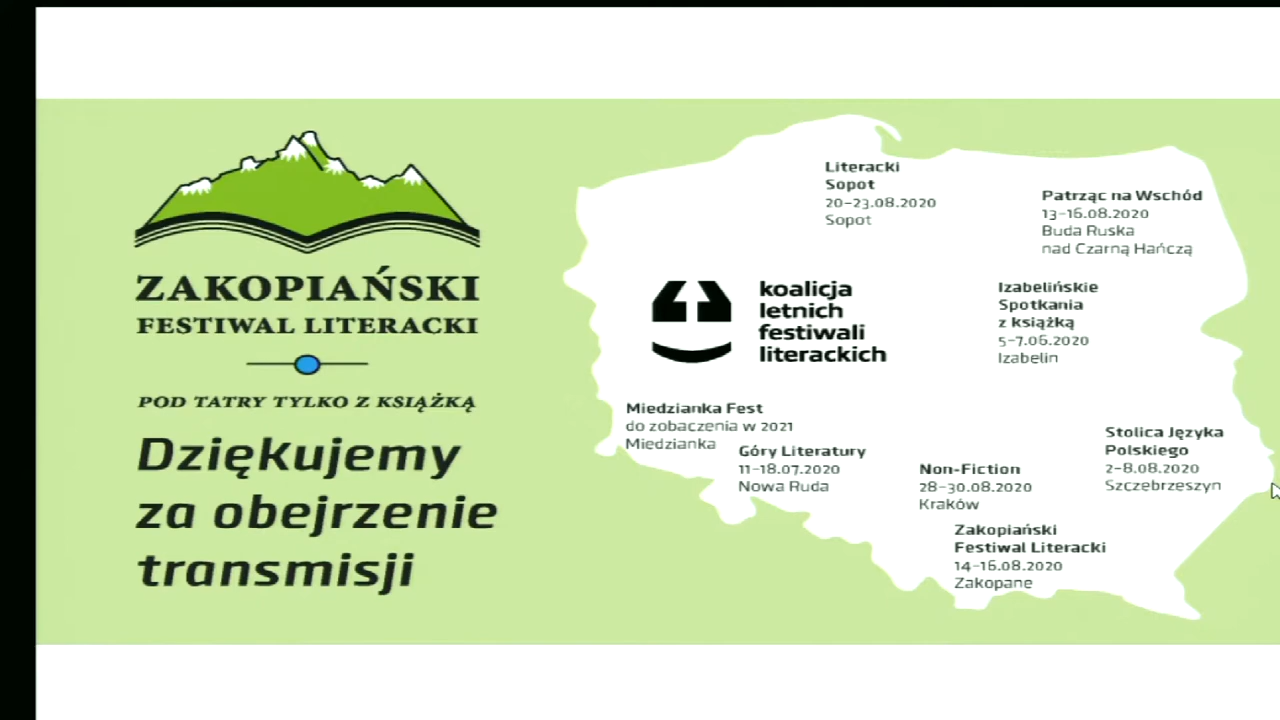 ZAKOPIAŃSKI
FESTIWAL LITERACKI
POD TATRY TYLKO Z KSIĄŻKĄ
Dziękujemy
za obejrzenie
transmisji
Literacki
Sopot
20–23.08.2020
Sopot
Patrząc na Wschód
13–16.08.2020
Buda Ruska
nad Czarną Hańczą
koalicja
letnich
festiwali
literackich
Izabelińskie
Spotkania
z książką
5–7.06.2020
Izabelin
Miedzianka Fest
do zobaczenia w 2021
Miedzianka
Góry Literatury
11–18.07.2020
Nowa Ruda
Non-Fiction
28–30.08.2020
Kraków
Stolica Języka
Polskiego
2–8.08.2020
Szczebrzeszyn
Zakopiański
Festiwal Literacki
14–16.08.2020
Zakopane